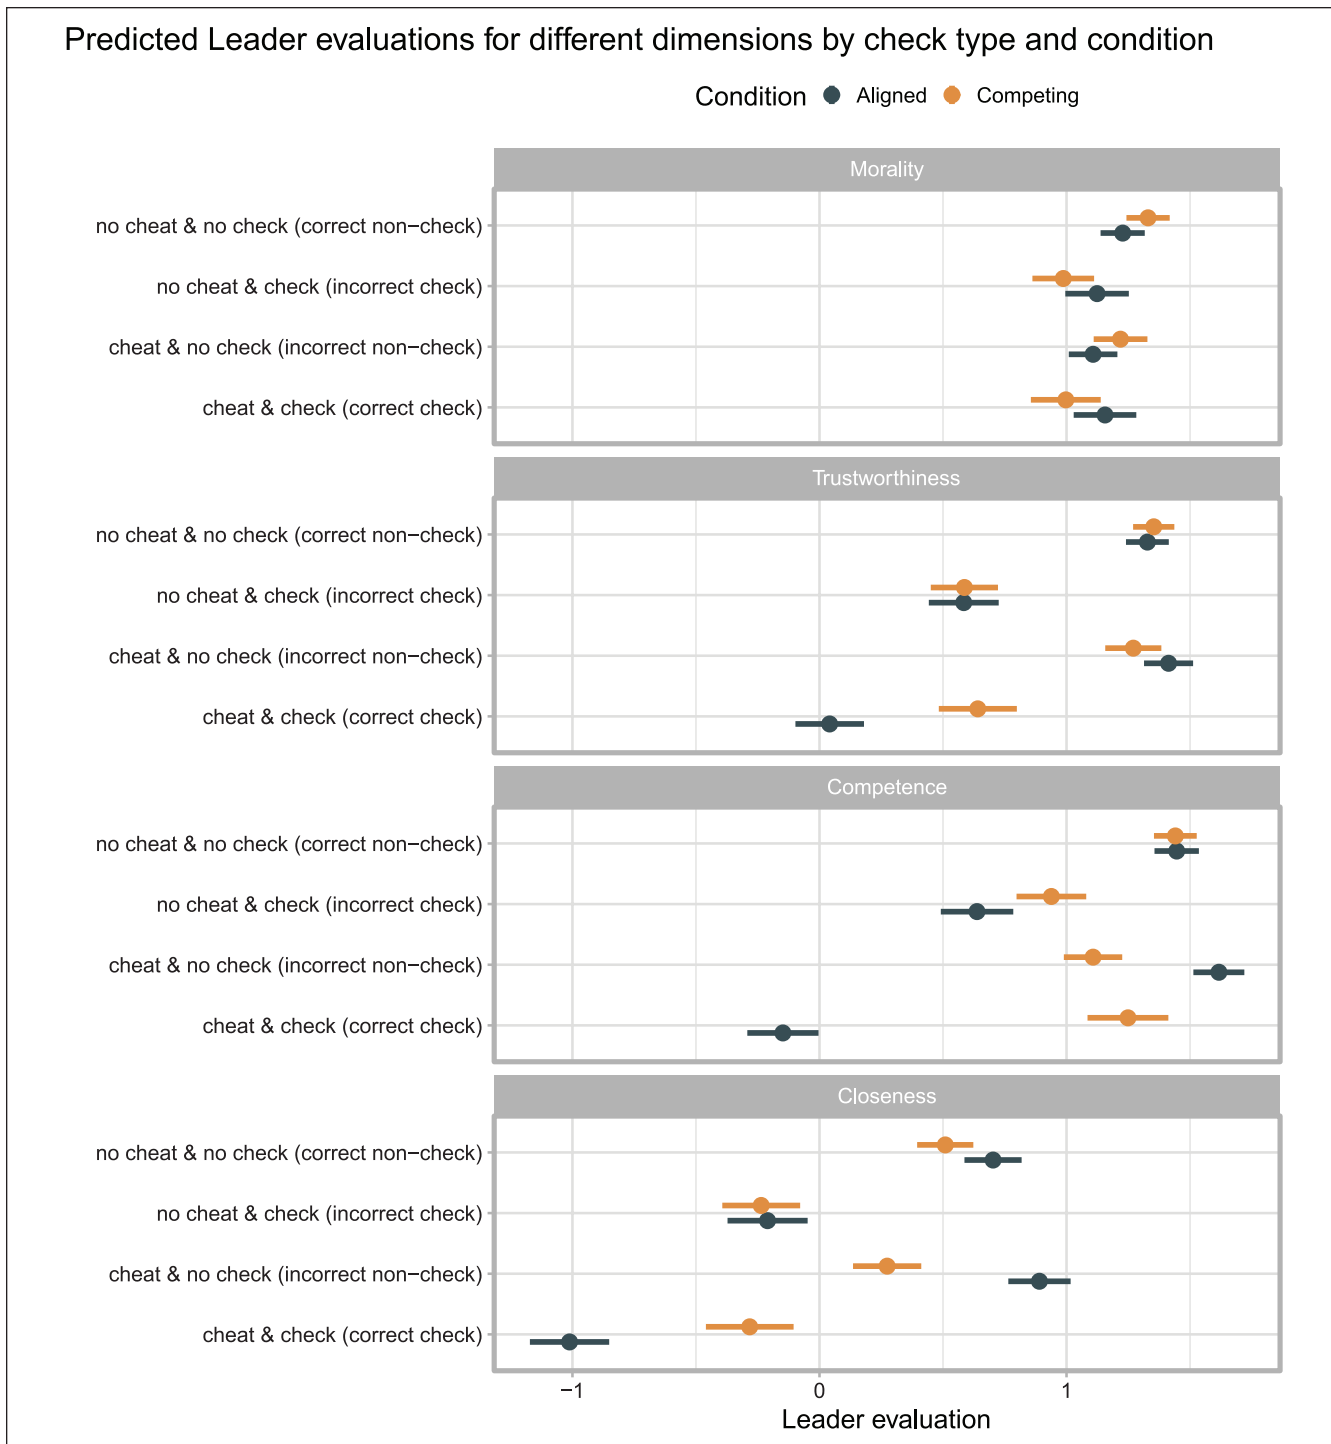 Predicted Leader evaluations for different dimensions by check type and condition
Condition Aligned Competing
Morality
no cheat & no check (correct non−check)
no cheat & check (incorrect check)
cheat & no check (incorrect non−check)
cheat & check (correct check)
Trustworthiness
no cheat & no check (correct non−check)
no cheat & check (incorrect check)
cheat & no check (incorrect non−check)
cheat & check (correct check)
Competence
no cheat & no check (correct non−check)
no cheat & check (incorrect check)
cheat & no check (incorrect non−check)
cheat & check (correct check)
Closeness
no cheat & no check (correct non−check)
no cheat & check (incorrect check)
cheat & no check (incorrect non−check)
cheat & check (correct check)
−1 0 1
Leader evaluation